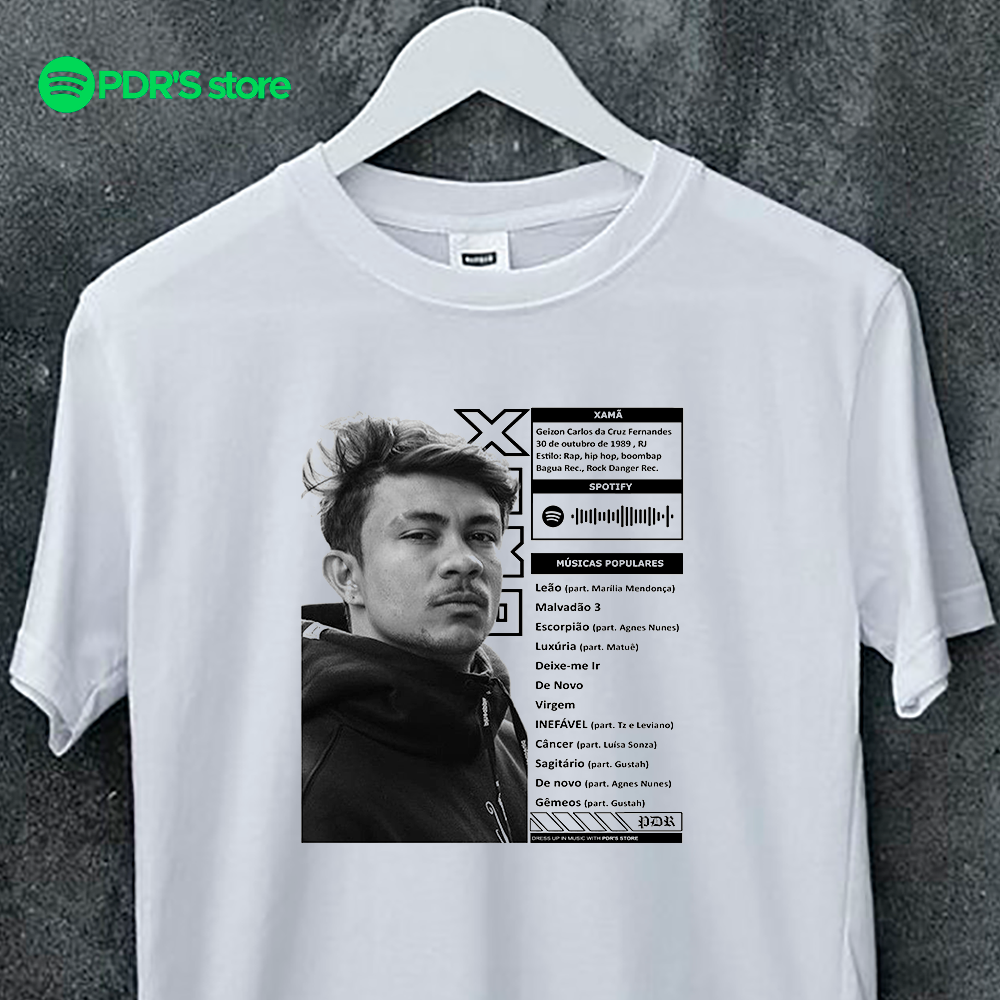 PDR'S store
XAMÃ
XAMÃ
Geizon Carlos da Cruz Fernandes
30 de outubro de 1989 , RJ
Estilo: Rap, hip hop, boombap
Bagua Rec., Rock Danger Rec.
SPOTIFY
MÚSICAS POPULARES
Leão (part. Marília Mendonça)
Malvadão 3
Escorpião (part. Agnes Nunes)
Luxúria (part. Matuê)
Deixe-me Ir
De Novo
Virgem
INEFÁVEL (part. Tz e Leviano)
Câncer (part. Luísa Sonza)
Sagitário (part. Gustah)
De novo (part. Agnes Nunes)
Gêmeos (part. Gustah)
PDR
DRESS UP IN MUSIC WITH PDR'S STORE